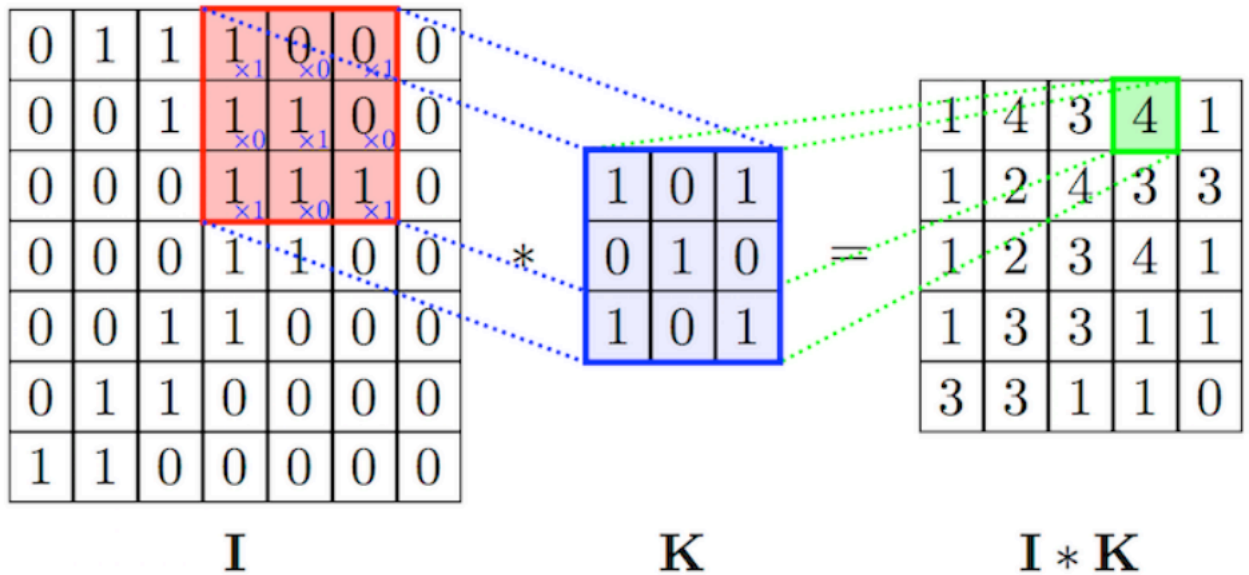 0 1 1 1 0 0 0
×1 ×0 ×1
0 0 1 1 1 0 0
×0 ×1 ×0
0 0 0 1 1 1 0
×1 ×0 ×1
0 0 0 1 1 0 0
0 0 1 1 0 0 0
0 1 1 0 0 0 0
1 1 0 0 0 0 0
I
*
1 0 1
0 1 0
1 0 1
K
=
1 4 3 4 1
1 2 4 3 3
1 2 3 4 1
1 3 3 1 1
3 3 1 1 0
I * K